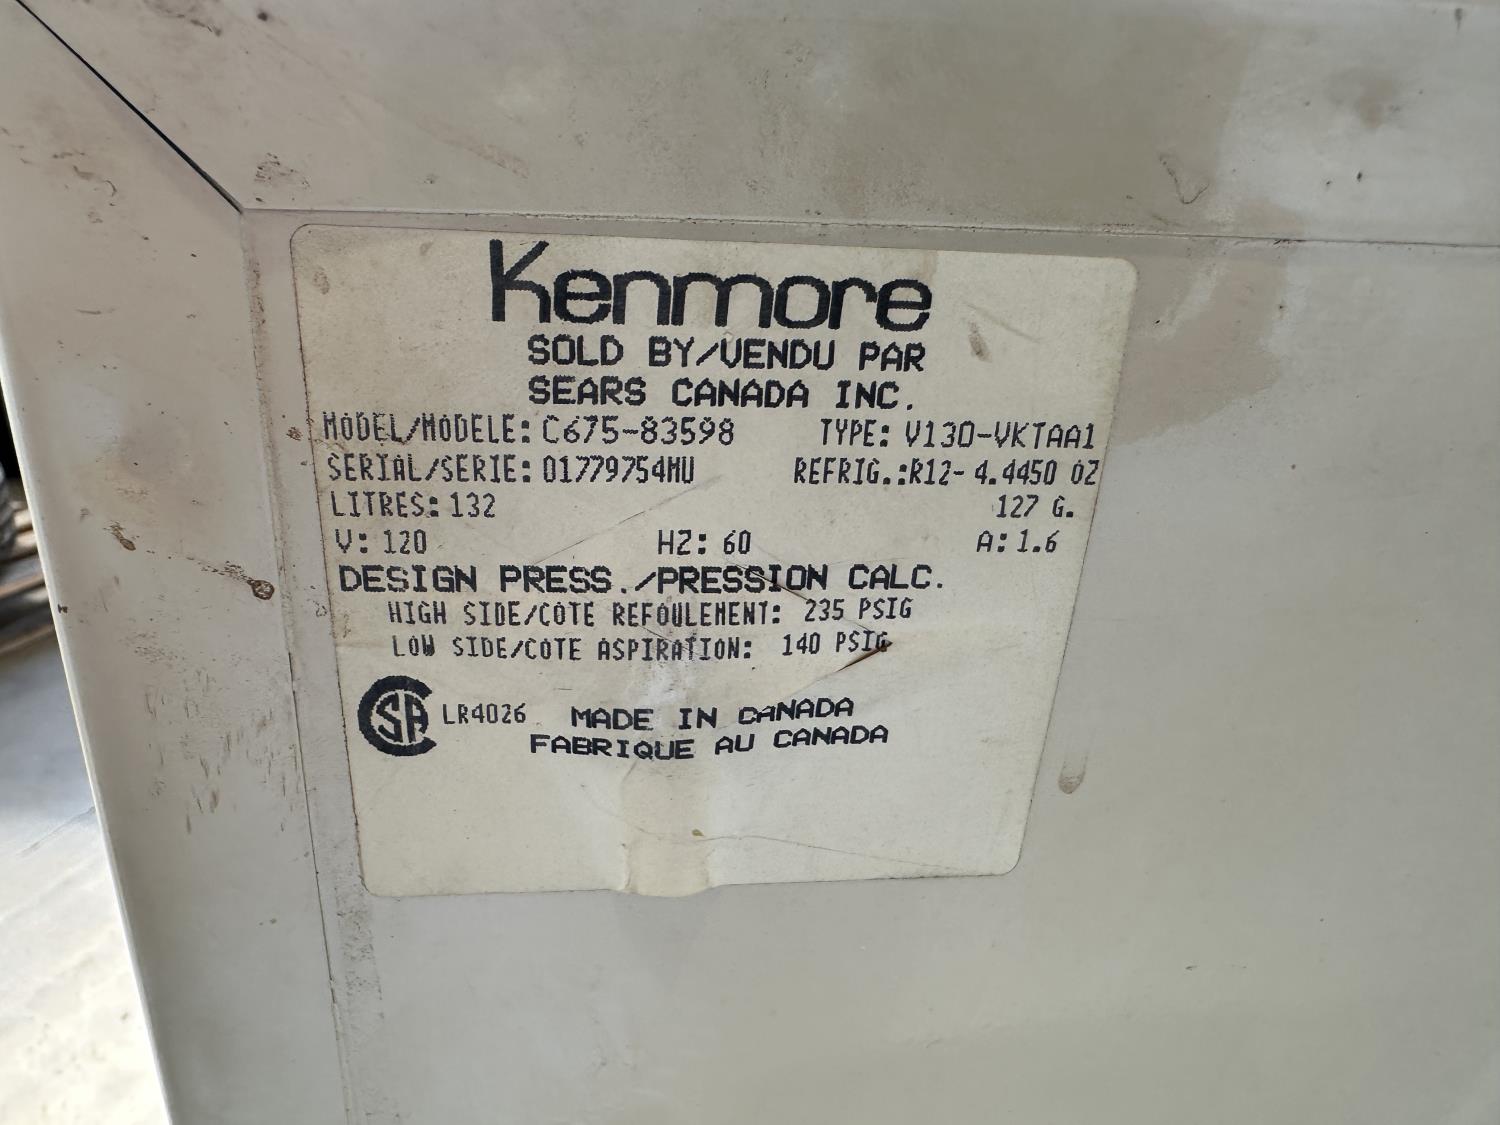 Kenmore
SOLD BY/VENDU PAR
SEARS CANADA INC.
MODEL/MODELE: C675-83598 TYPE: V13D-VKTAA1
SERIAL/SERIE: 01779754MU REFRIG.:R12- 4.4450 OZ
LITRES: 132 127 G.
V: 120 HZ: 60 A: 1.6
DESIGN PRESS./PRESSION CALC.
HIGH SIDE/COTE REFOULEMENT: 235 PSIG
LOW SIDE/COTE ASPIRATION: 140 PSIG
CSA LR4026 MADE IN CANADA
FABRIQUE AU CANADA